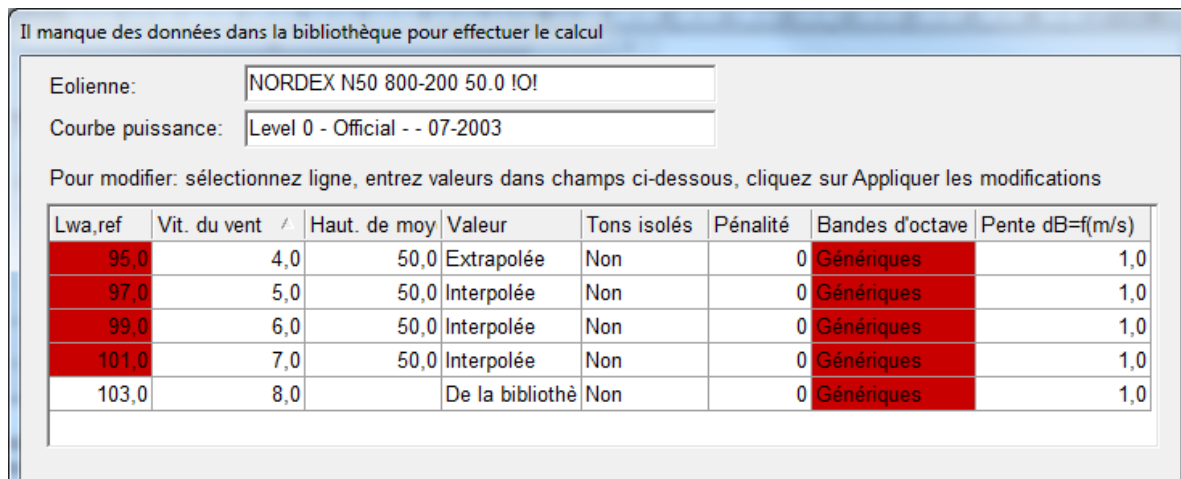 Il manque des données dans la bibliothèque pour effectuer le calcul
Eolienne: NORDEX N50 800-200 50.0 !O!
Courbe puissance: Level 0 - Official - - 07-2003
Pour modifier: sélectionnez ligne, entrez valeurs dans champs ci-dessous, cliquez sur Appliquer les modifications
Lwa,ref Vit. du vent Haut. de moy Valeur Tons isolés Pénalité Bandes d'octave Pente dB=f(m/s)
95,0 4,0 50,0 Extrapolée Non 0 Génériques 1,0
97,0 5,0 50,0 Interpolée Non 0 Génériques 1,0
99,0 6,0 50,0 Interpolée Non 0 Génériques 1,0
101,0 7,0 50,0 Interpolée Non 0 Génériques 1,0
103,0 8,0 De la bibliothè Non 0 Génériques 1,0